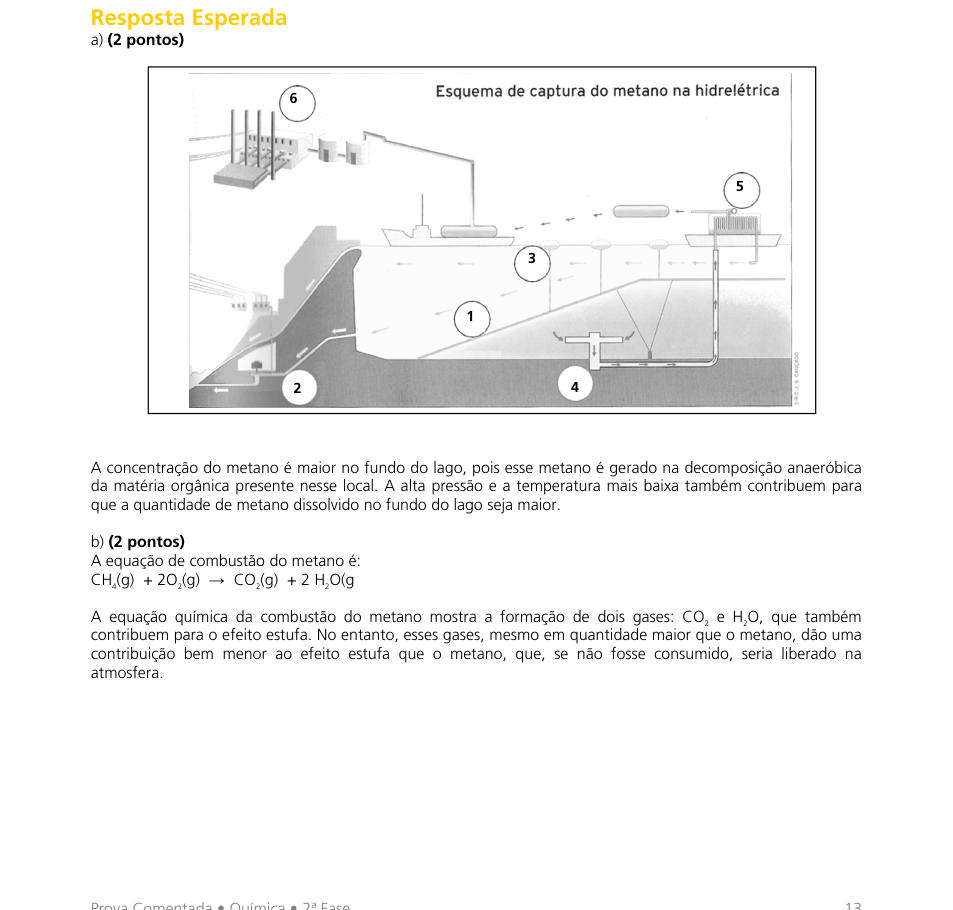 Resposta Esperada
a) (2 pontos)
Esquema de captura do metano na hidrelétrica
6
5
3
1
2
4
A concentração do metano é maior no fundo do lago, pois esse metano é gerado na decomposição anaeróbica
da matéria orgânica presente nesse local. A alta pressão e a temperatura mais baixa também contribuem para
que a quantidade de metano dissolvido no fundo do lago seja maior.
b) (2 pontos)
A equação de combustão do metano é:
CH₄(g) + 2O₂(g) → CO₂(g) + 2 H₂O(g
A equação química da combustão do metano mostra a formação de dois gases: CO₂ e H₂O, que também
contribuem para o efeito estufa. No entanto, esses gases, mesmo em quantidade maior que o metano, dão uma
contribuição bem menor ao efeito estufa que o metano, que, se não fosse consumido, seria liberado na
atmosfera.
Prova Comentada • Química • 2ª Fase 13